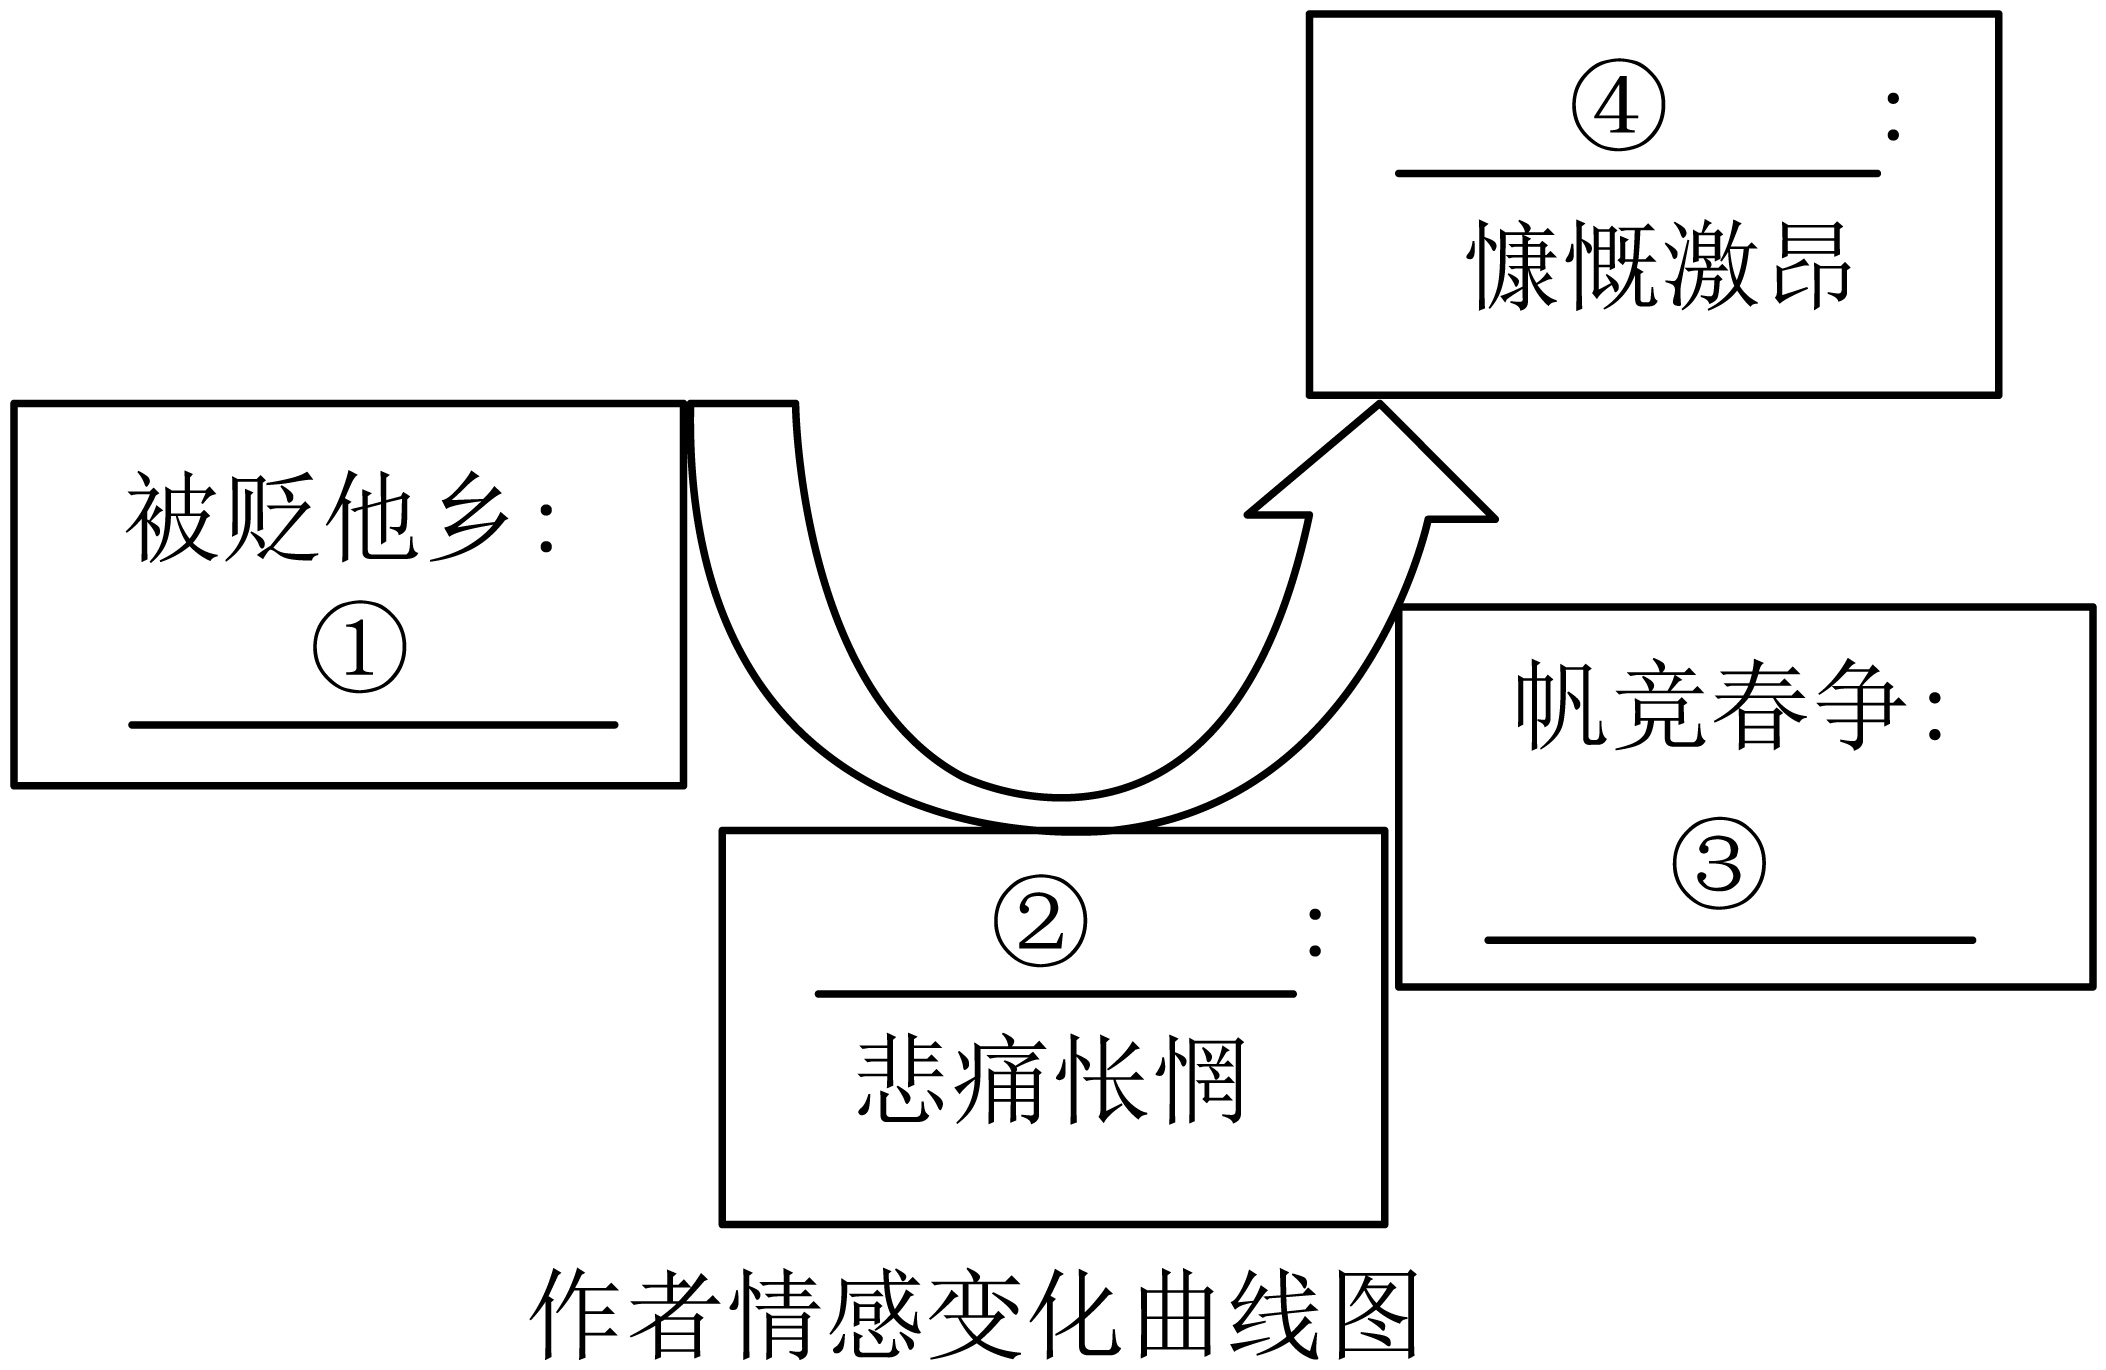 被贬他乡：
①
②：
悲痛怅惘
帆竞春争：
③
④：
慷慨激昂
作者情感变化曲线图